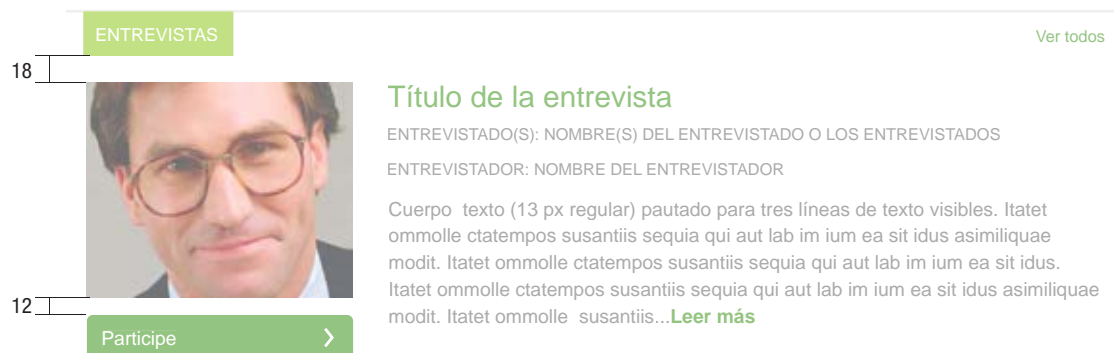 ENTREVISTAS
Ver todos
18
Título de la entrevista
ENTREVISTADO(S): NOMBRE(S) DEL ENTREVISTADO O LOS ENTREVISTADOS
ENTREVISTADOR: NOMBRE DEL ENTREVISTADOR
Cuerpo texto (13 px regular) pautado para tres líneas de texto visibles. Itatet
ommolle ctatempos susantiis sequia qui aut lab im ium ea sit idus asimiliquae
modit. Itatet ommolle ctatempos susantiis sequia qui aut lab im ium ea sit idus.
Itatet ommolle ctatempos susantiis sequia qui aut lab im ium ea sit idus asimiliquae
modit. Itatet ommolle susantiis...Leer más
12
Participe